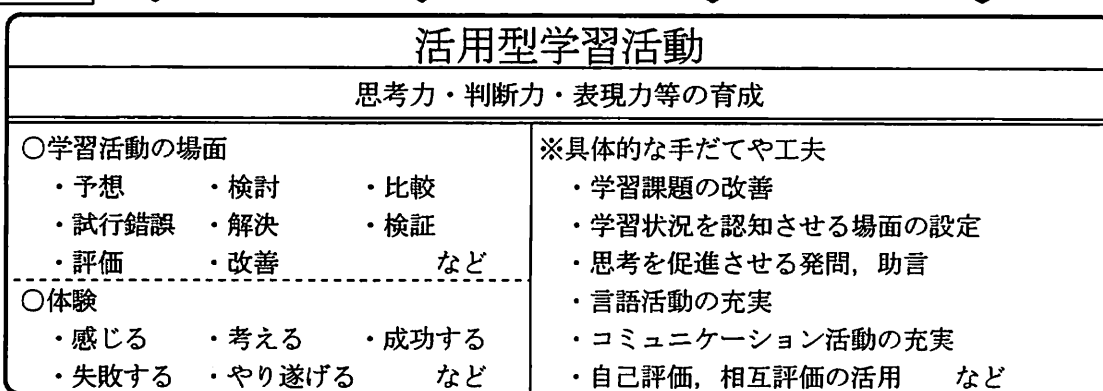 活用型学習活動
思考力・判断力・表現力等の育成
○学習活動の場面
・予想 ・検討 ・比較
・試行錯誤 ・解決 ・検証
・評価 ・改善 など
○体験
・感じる ・考える ・成功する
・失敗する ・やり遂げる など
※具体的な手だてや工夫
・学習課題の改善
・学習状況を認知させる場面の設定
・思考を促進させる発問，助言
・言語活動の充実
・コミュニケーション活動の充実
・自己評価，相互評価の活用 など